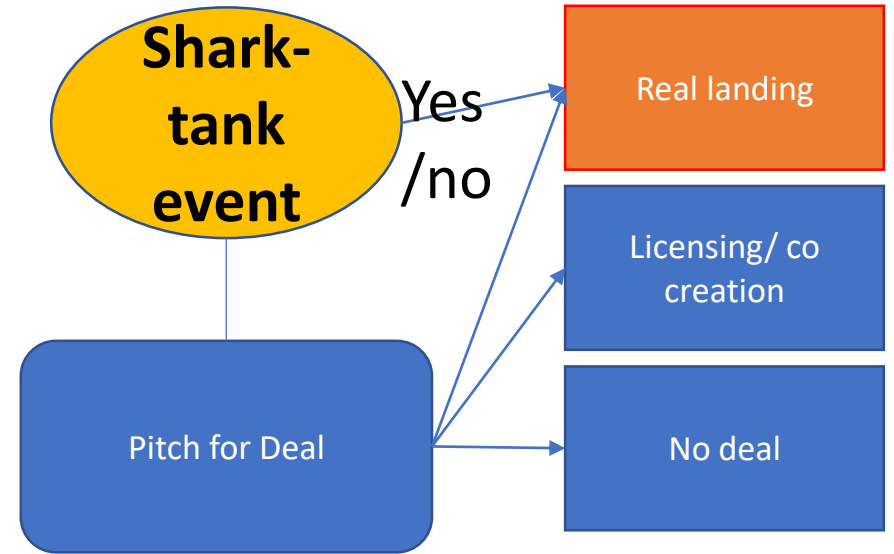 Shark-
tank
event
Yes
/no
Real landing
Licensing/ co
creation
Pitch for Deal
No deal